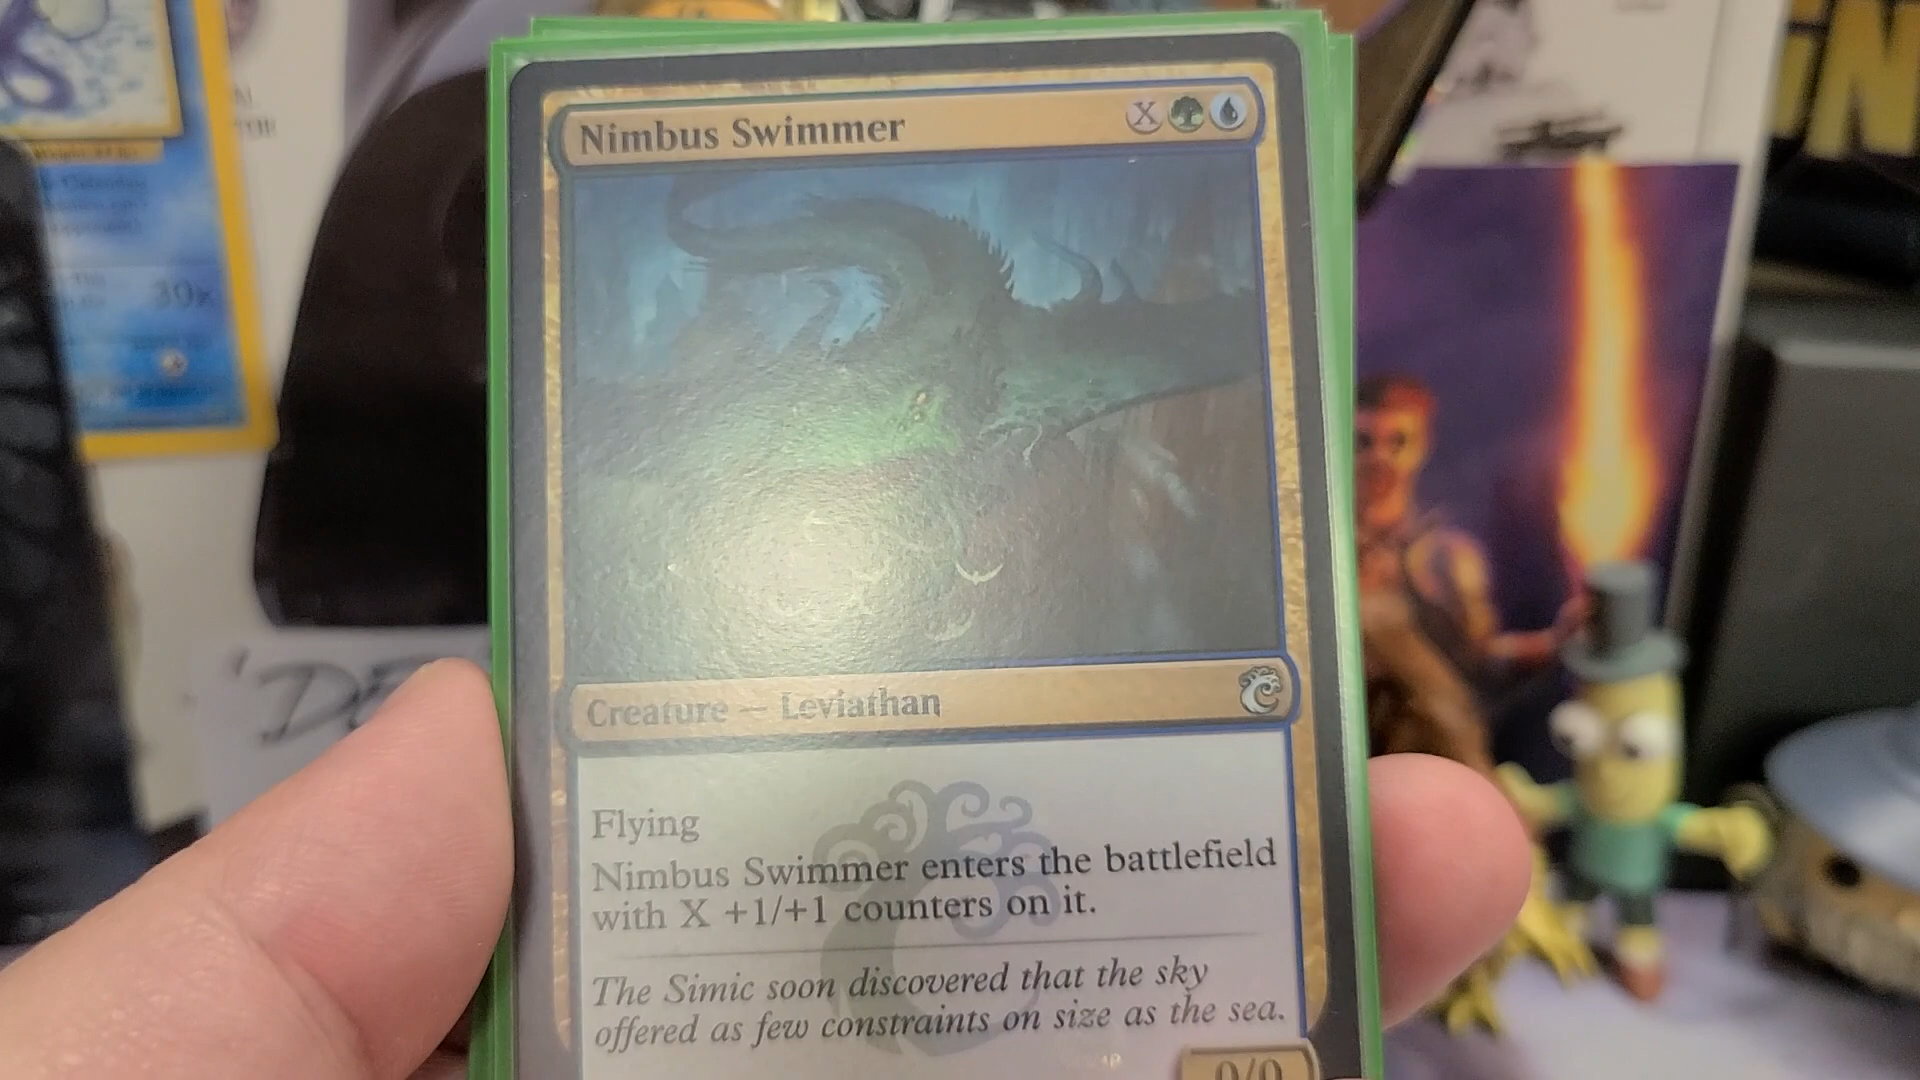 Nimbus Swimmer X
Creature — Leviathan
Flying
Nimbus Swimmer enters the battlefield
with X +1/+1 counters on it.
The Simic soon discovered that the sky
offered as few constraints on size as the sea.
0/0
30x